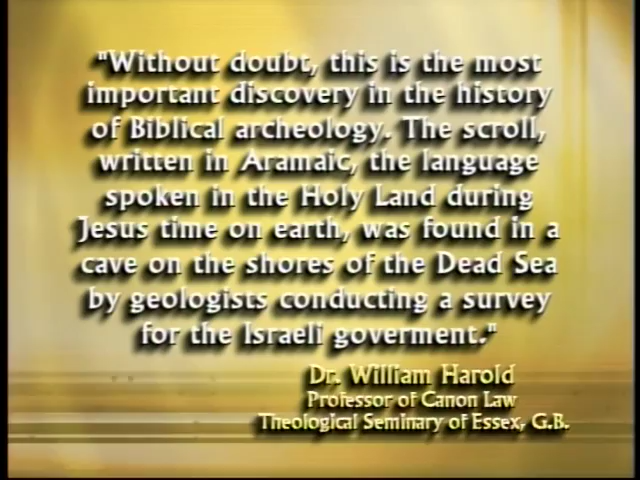 "Without doubt, this is the most
important discovery in the history
of Biblical archeology. The scroll,
written in Aramaic, the language
spoken in the Holy Land during
Jesus time on earth, was found in a
cave on the shores of the Dead Sea
by geologists conducting a survey
for the Israeli goverment."
Dr. William Harold
Professor of Canon Law
Theological Seminary of Essex, G.B.